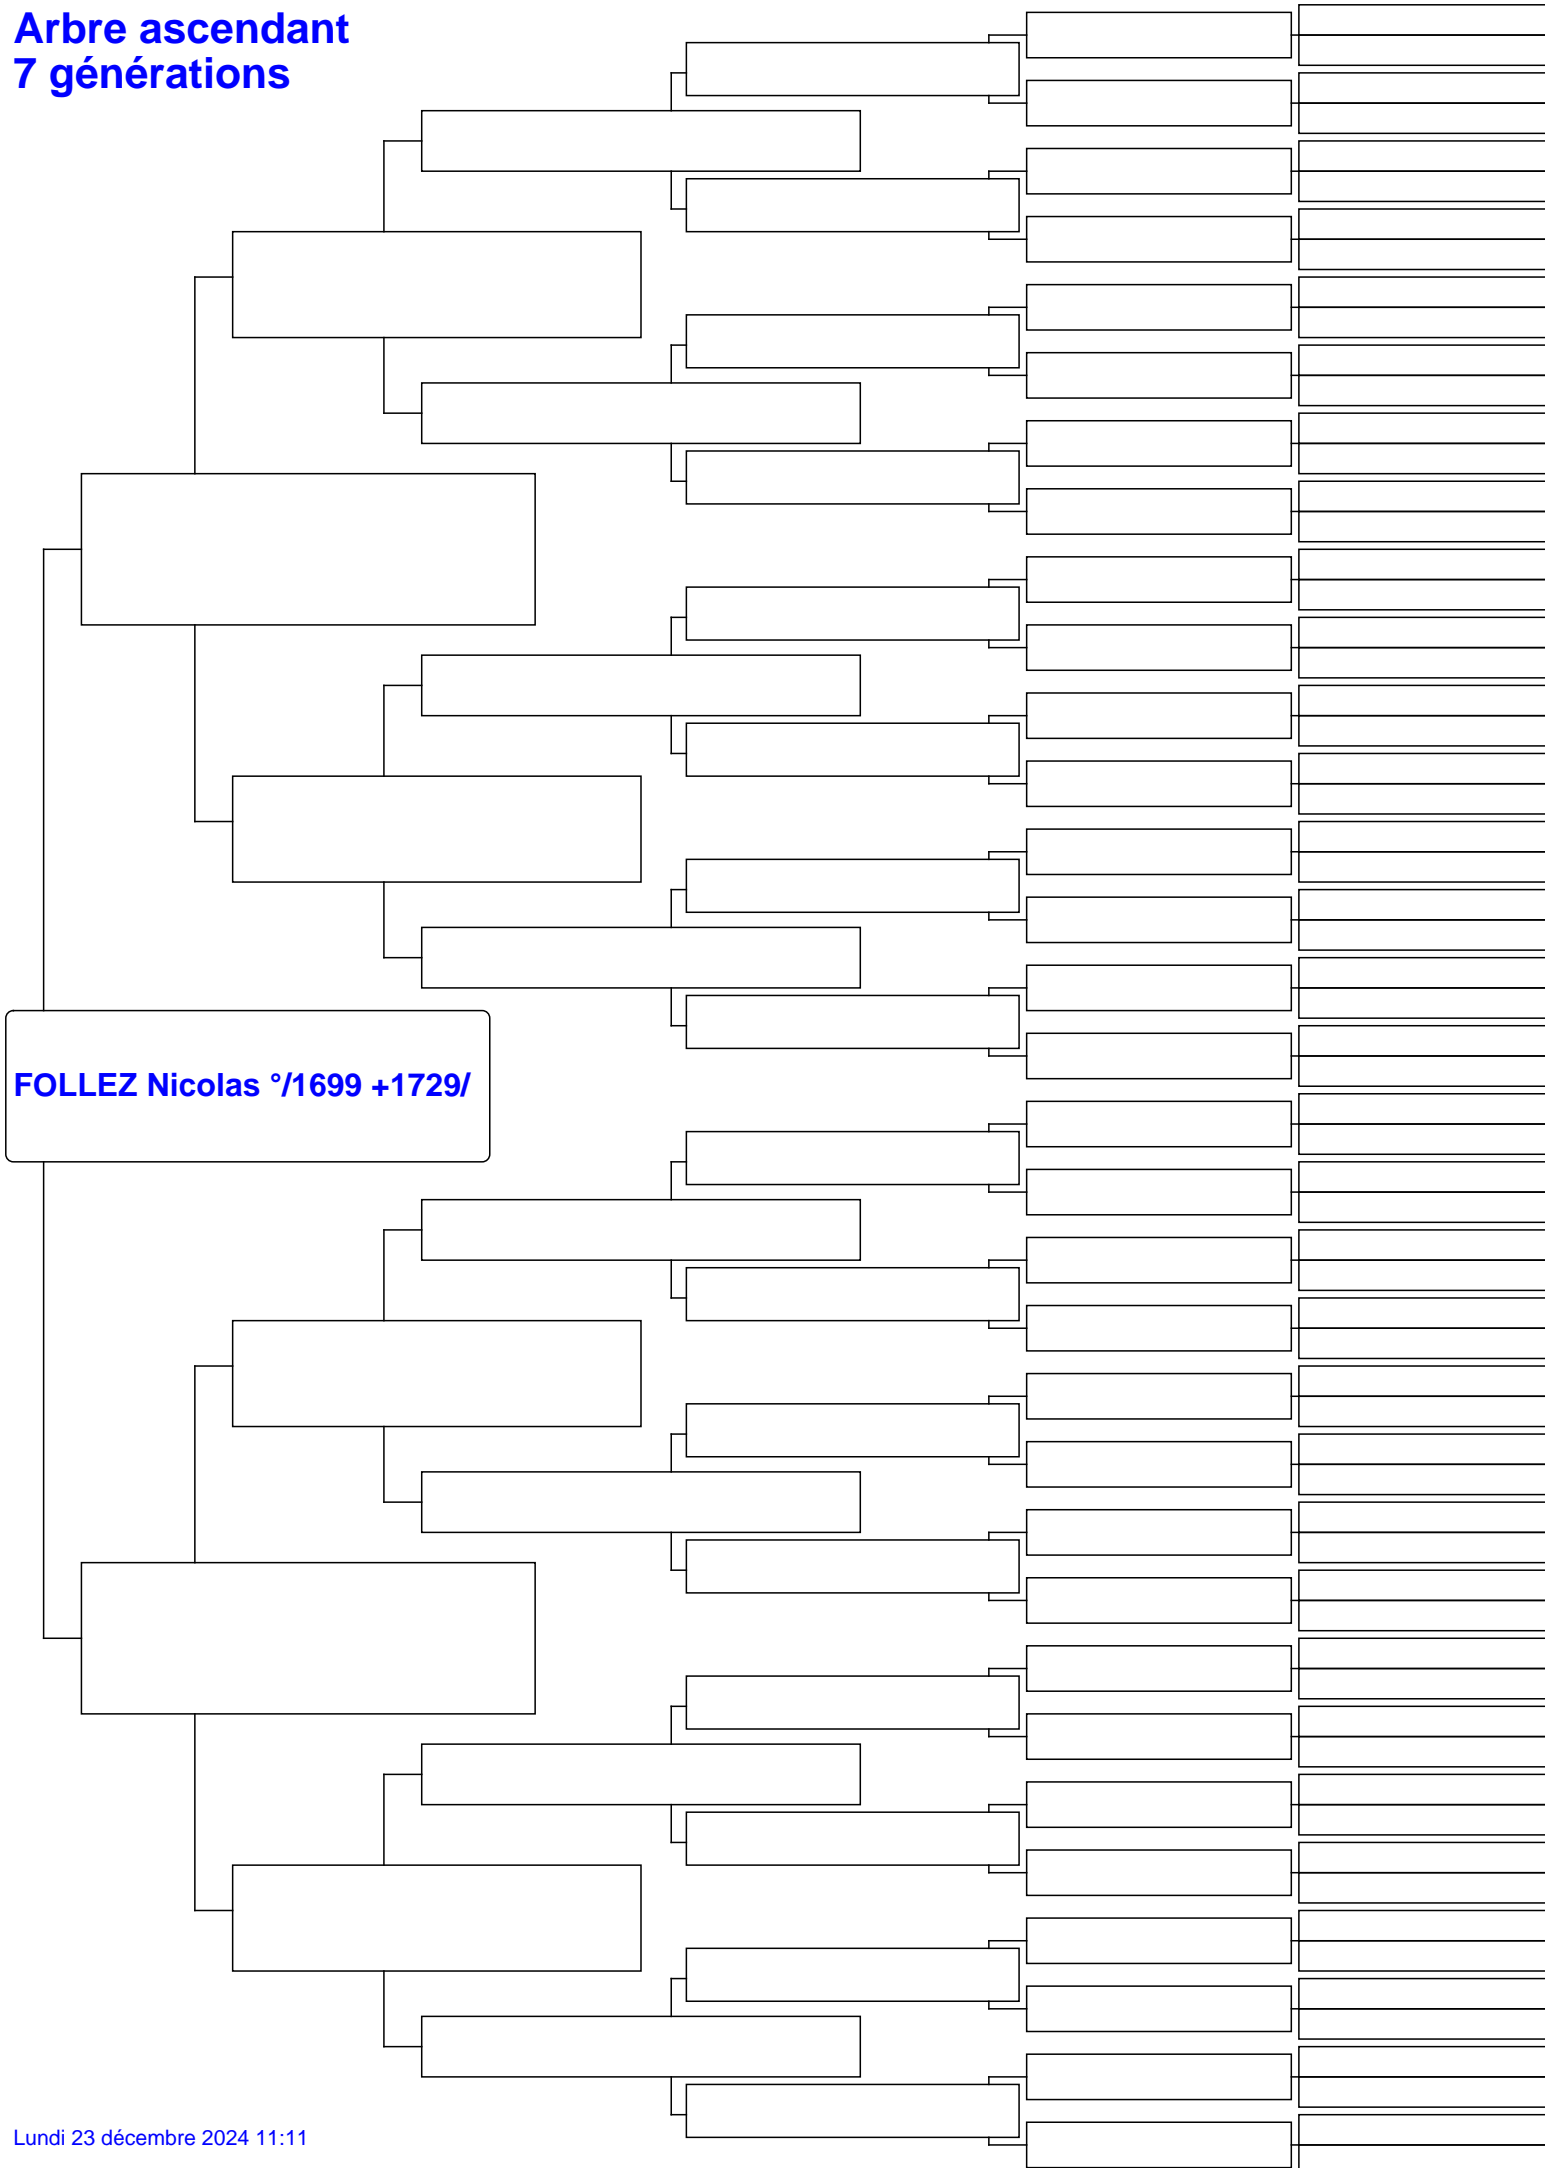 Arbre ascendant
7 générations
FOLLEZ Nicolas °/1699 +1729/
Lundi 23 décembre 2024 11:11